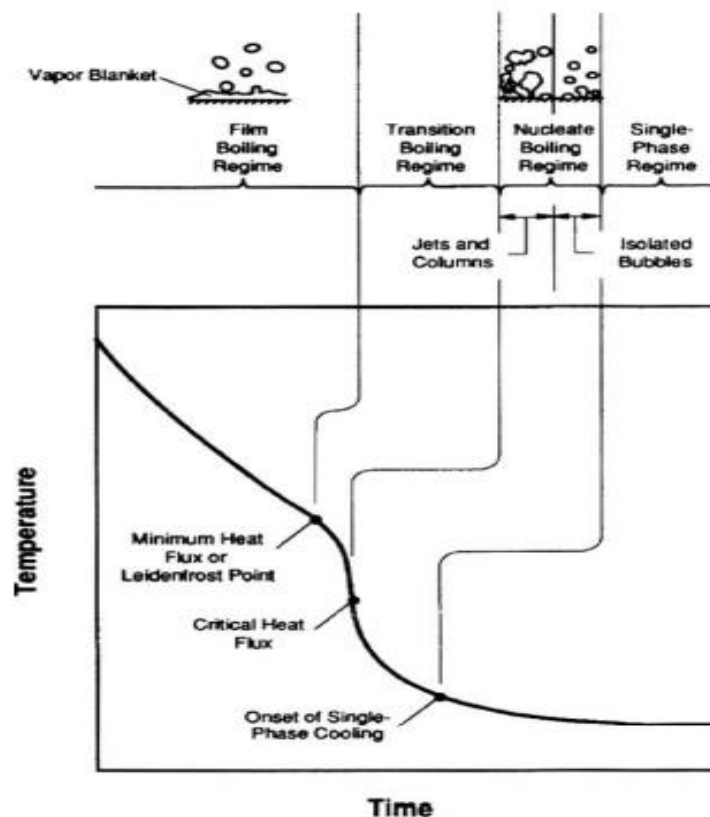 Vapor Blanket
Film
Boiling
Regime
Transition
Boiling
Regime
Nucleate
Boiling
Regime
Single-
Phase
Regime
Jets and
Columns
Isolated
Bubbles
Temperature
Minimum Heat
Flux or
Leidenfrost Point
Critical Heat
Flux
Onset of Single-
Phase Cooling
Time